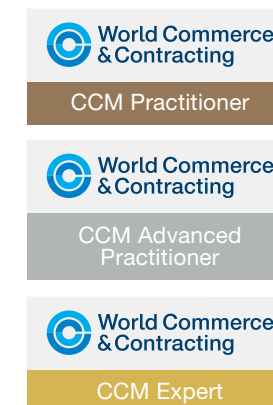 World Commerce
& Contracting
CCM Practitioner
World Commerce
& Contracting
CCM Advanced
Practitioner
World Commerce
& Contracting
CCM Expert